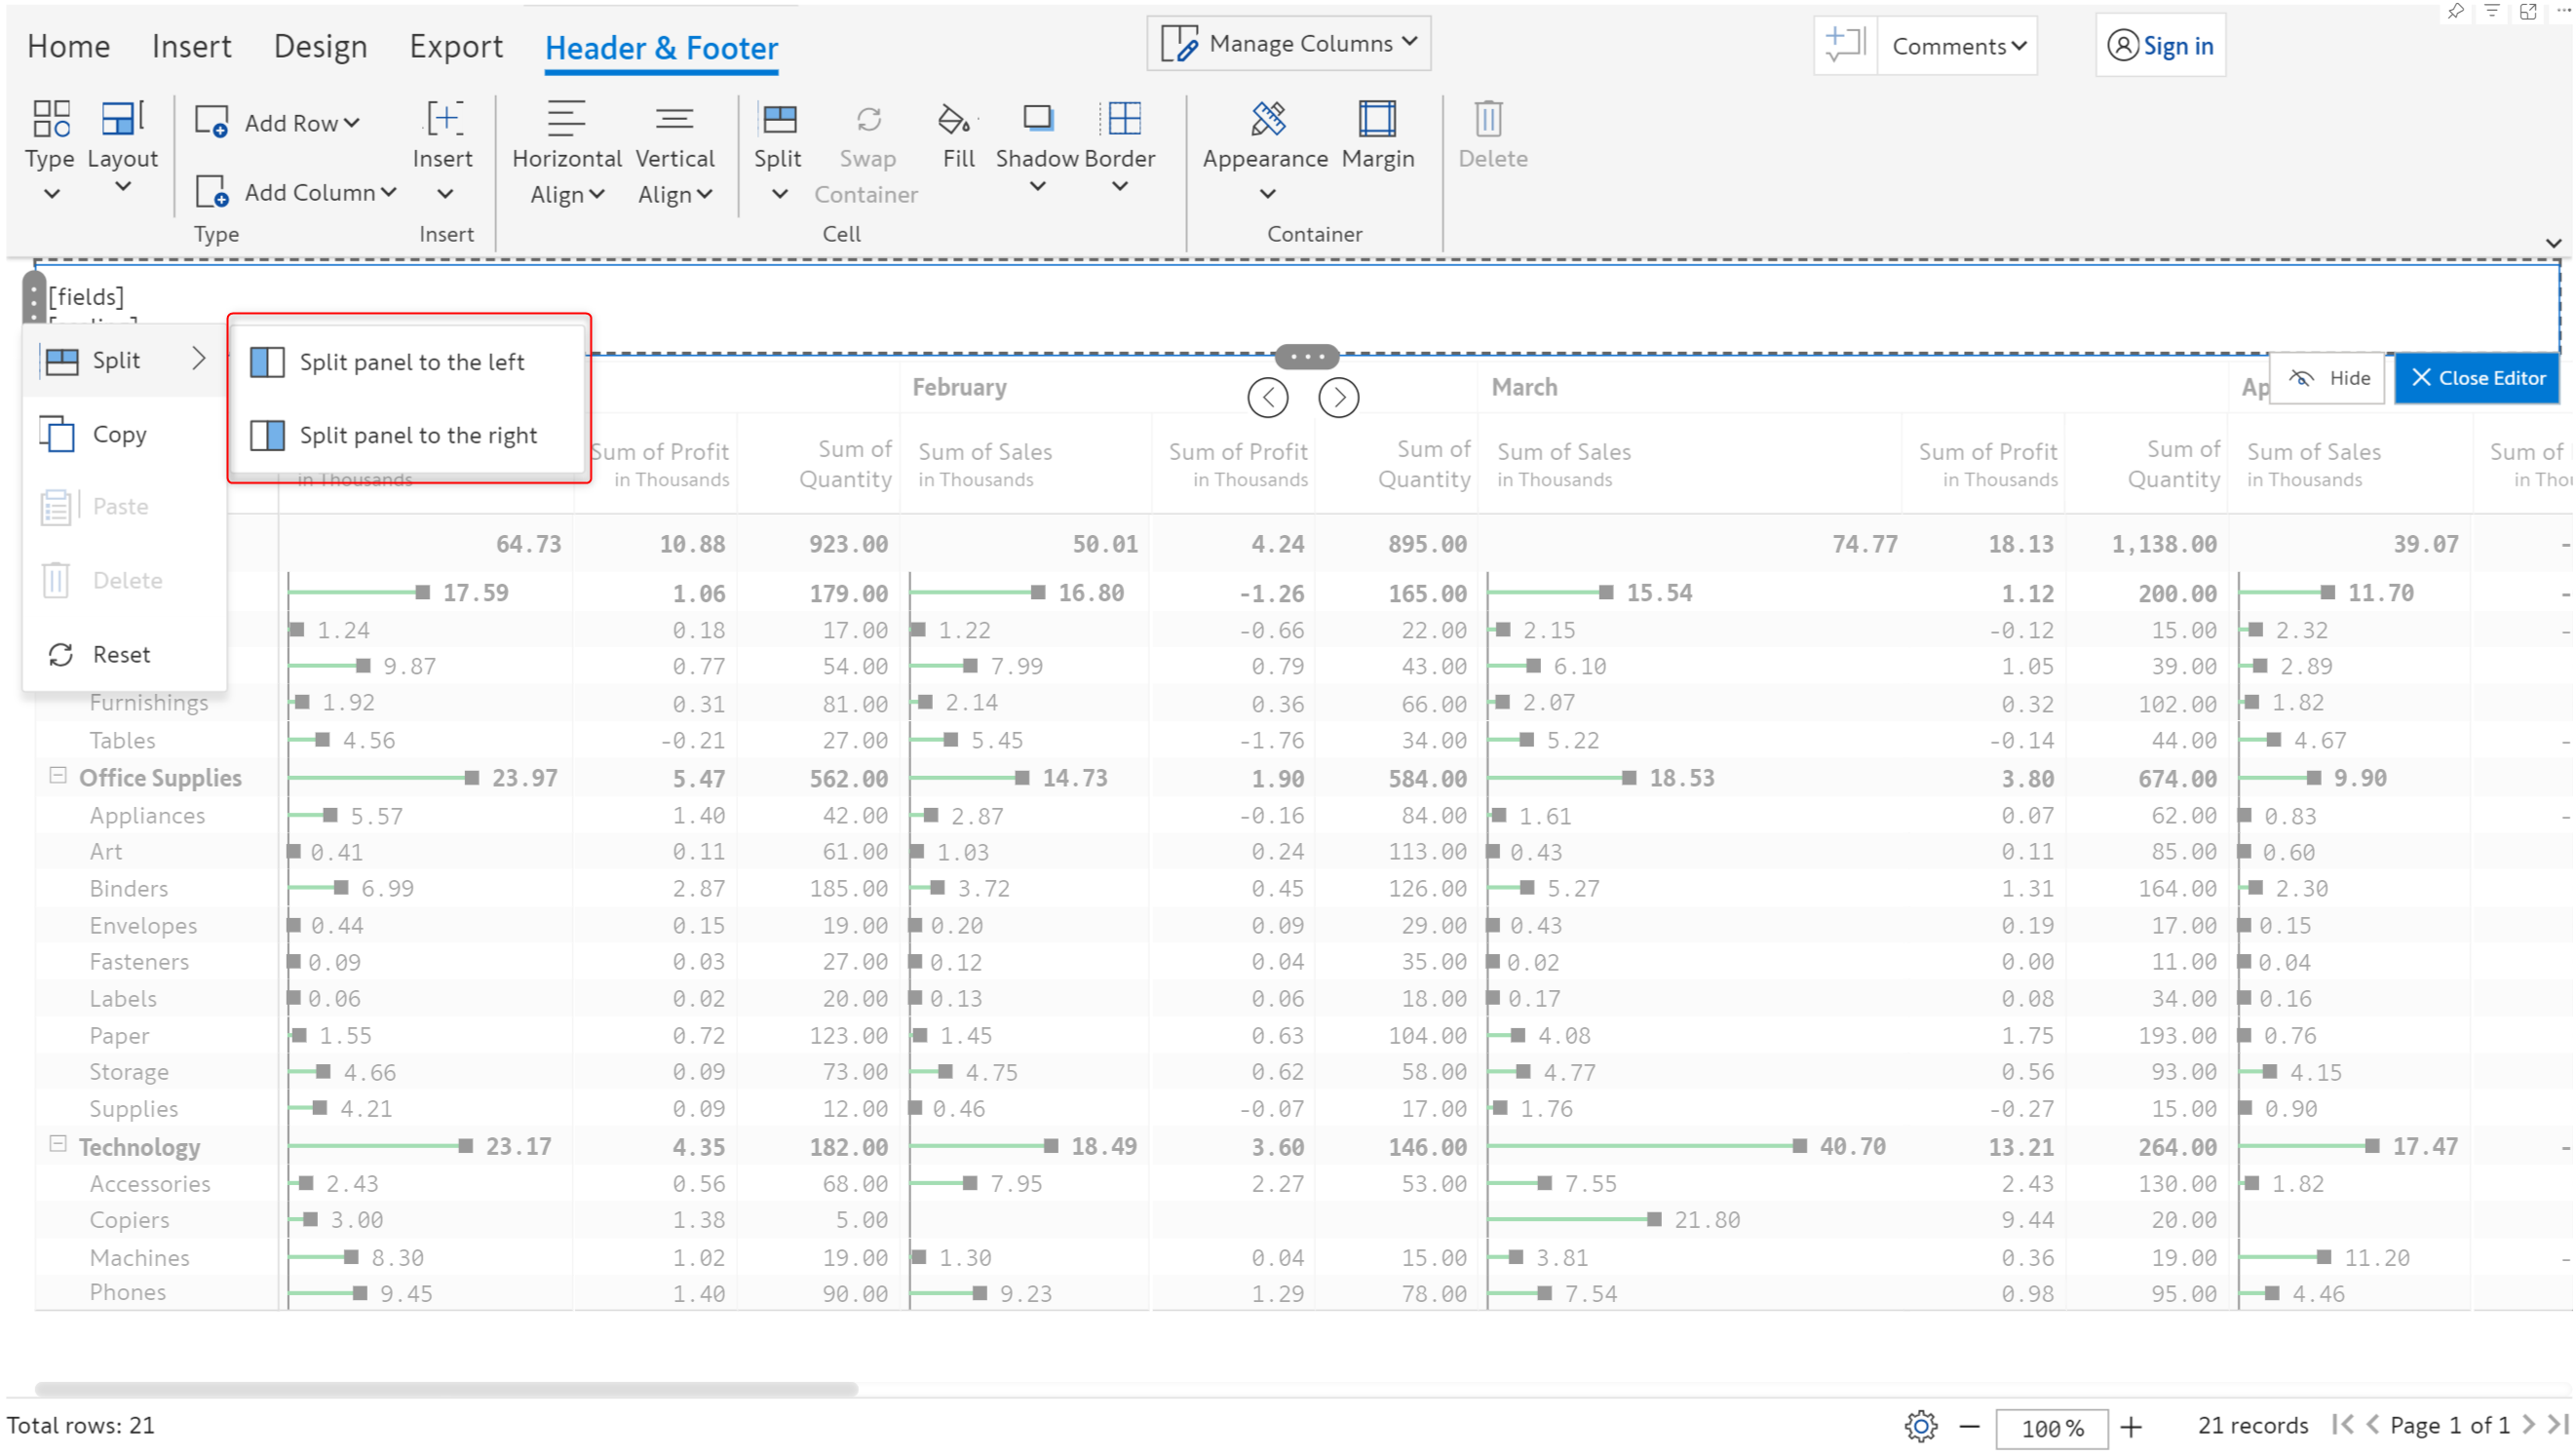 Home Insert Design Export Header & Footer Manage Columns Comments Sign in
Type Layout Add Row Add Column Insert Horizontal Align Vertical Align Split Swap Container Fill Shadow Border Appearance Margin Delete
Type Insert Cell Container
[fields]
Split
Copy
Paste
Delete
Reset
Split panel to the left
Split panel to the right
Hide Close Editor
February March Ap
in Thousands Sum of Profit in Thousands Sum of Quantity Sum of Sales in Thousands Sum of Profit in Thousands Sum of Quantity Sum of Sales in Thousands Sum of Profit in Thousands Sum of Quantity Sum of Sales in Thousands Sum of in Thou
64.73 10.88 923.00 50.01 4.24 895.00 74.77 18.13 1,138.00 39.07 -
17.59 1.06 179.00 16.80 -1.26 165.00 15.54 1.12 200.00 11.70 -
1.24 0.18 17.00 1.22 -0.66 22.00 2.15 -0.12 15.00 2.32 -
9.87 0.77 54.00 7.99 0.79 43.00 6.10 1.05 39.00 2.89
Furnishings 1.92 0.31 81.00 2.14 0.36 66.00 2.07 0.32 102.00 1.82
Tables 4.56 -0.21 27.00 5.45 -1.76 34.00 5.22 -0.14 44.00 4.67 -
Office Supplies 23.97 5.47 562.00 14.73 1.90 584.00 18.53 3.80 674.00 9.90
Appliances 5.57 1.40 42.00 2.87 -0.16 84.00 1.61 0.07 62.00 0.83 -
Art 0.41 0.11 61.00 1.03 0.24 113.00 0.43 0.11 85.00 0.60
Binders 6.99 2.87 185.00 3.72 0.45 126.00 5.27 1.31 164.00 2.30
Envelopes 0.44 0.15 19.00 0.20 0.09 29.00 0.43 0.19 17.00 0.15
Fasteners 0.09 0.03 27.00 0.12 0.04 35.00 0.02 0.00 11.00 0.04
Labels 0.06 0.02 20.00 0.13 0.06 18.00 0.17 0.08 34.00 0.16
Paper 1.55 0.72 123.00 1.45 0.63 104.00 4.08 1.75 193.00 0.76
Storage 4.66 0.09 73.00 4.75 0.62 58.00 4.77 0.56 93.00 4.15
Supplies 4.21 0.09 12.00 0.46 -0.07 17.00 1.76 -0.27 15.00 0.90
Technology 23.17 4.35 182.00 18.49 3.60 146.00 40.70 13.21 264.00 17.47 -
Accessories 2.43 0.56 68.00 7.95 2.27 53.00 7.55 2.43 130.00 1.82
Copiers 3.00 1.38 5.00 21.80 9.44 20.00
Machines 8.30 1.02 19.00 1.30 0.04 15.00 3.81 0.36 19.00 11.20 -
Phones 9.45 1.40 90.00 9.23 1.29 78.00 7.54 0.98 95.00 4.46
Total rows: 21 100% 21 records Page 1 of 1